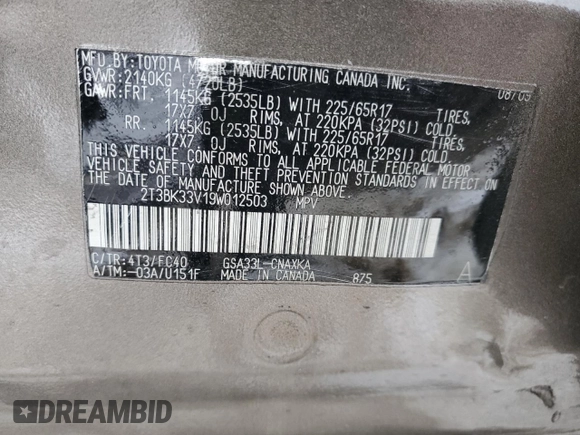 MFD. BY: TOYOTA MOTOR MANUFACTURING CANADA INC.
GVWR: 2140KG (4720LB) 08/09
GAWR: FRT. 1145KG (2535LB) WITH 225/65R17 TIRES,
17X7. OJ RIMS, AT 220KPA (32PSI) COLD.
RR. 1145KG (2535LB) WITH 225/65R17 TIRES,
17X7. OJ RIMS, AT 220KPA (32PSI) COLD.
THIS VEHICLE CONFORMS TO ALL APPLICABLE FEDERAL MOTOR
VEHICLE SAFETY AND THEFT PREVENTION STANDARDS IN EFFECT ON
THE DATE OF MANUFACTURE SHOWN ABOVE.
2T3BK33V19W012503 MPV
C/TR: 4T3/FC40 GSA33L-CNAXKA
A/TM: -03A/U151F MADE IN CANADA 875 A
DREAMBID